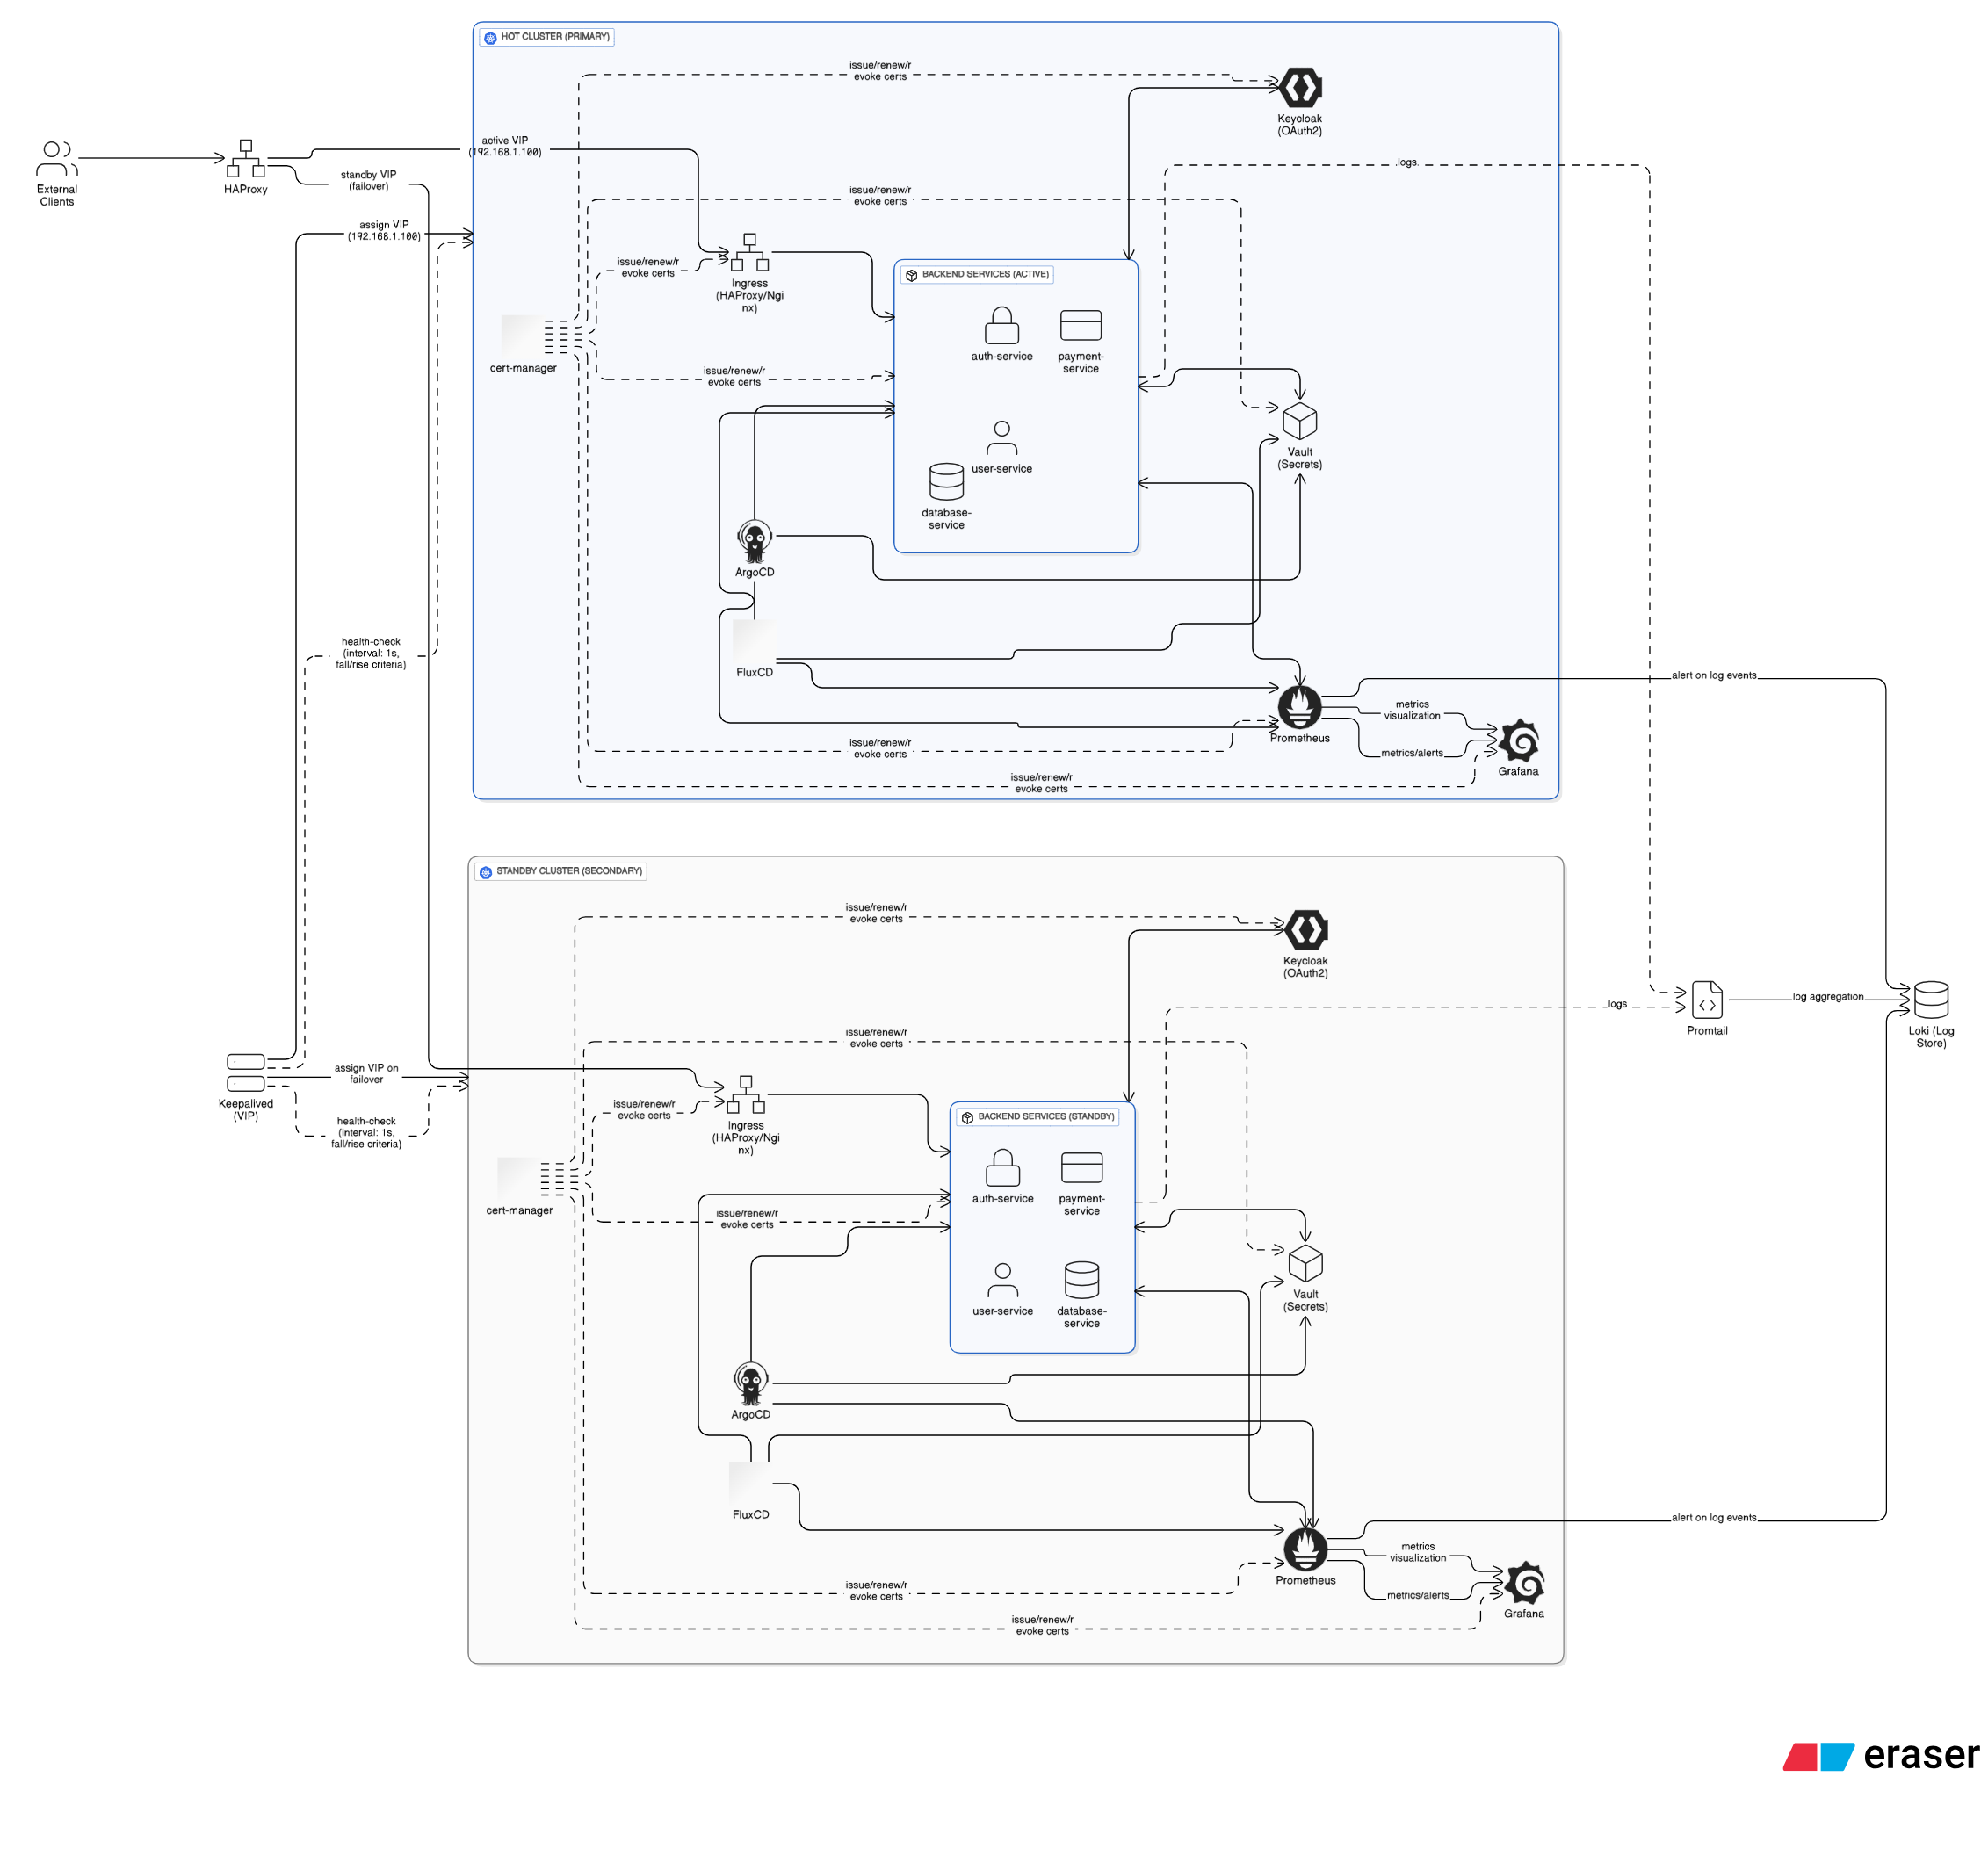 HOT CLUSTER (PRIMARY)
issue/renew/r
evoke certs
Keycloak
(OAuth2)
External
Clients
HAProxy
active VIP
(192.168.1.100)
standby VIP
(failover)
logs
issue/renew/r
evoke certs
assign VIP
(192.168.1.100)
issue/renew/r
evoke certs
Ingress
(HAProxy/Ngi
nx)
BACKEND SERVICES (ACTIVE)
auth-service
payment-
service
cert-manager
issue/renew/r
evoke certs
user-service
database-
service
Vault
(Secrets)
ArgoCD
FluxCD
health-check
(interval: 1s,
fall/rise criteria)
alert on log events
metrics
visualization
Prometheus
metrics/alerts
Grafana
issue/renew/r
evoke certs
issue/renew/r
evoke certs
STANDBY CLUSTER (SECONDARY)
issue/renew/r
evoke certs
Keycloak
(OAuth2)
logs
Promtail
log aggregation
Loki (Log
Store)
issue/renew/r
evoke certs
Keepalived
(VIP)
assign VIP on
failover
health-check
(interval: 1s,
fall/rise criteria)
issue/renew/r
evoke certs
Ingress
(HAProxy/Ngi
nx)
BACKEND SERVICES (STANDBY)
auth-service
payment-
service
cert-manager
issue/renew/r
evoke certs
user-service
database-
service
Vault
(Secrets)
ArgoCD
FluxCD
alert on log events
metrics
visualization
Prometheus
metrics/alerts
Grafana
issue/renew/r
evoke certs
issue/renew/r
evoke certs
eraser